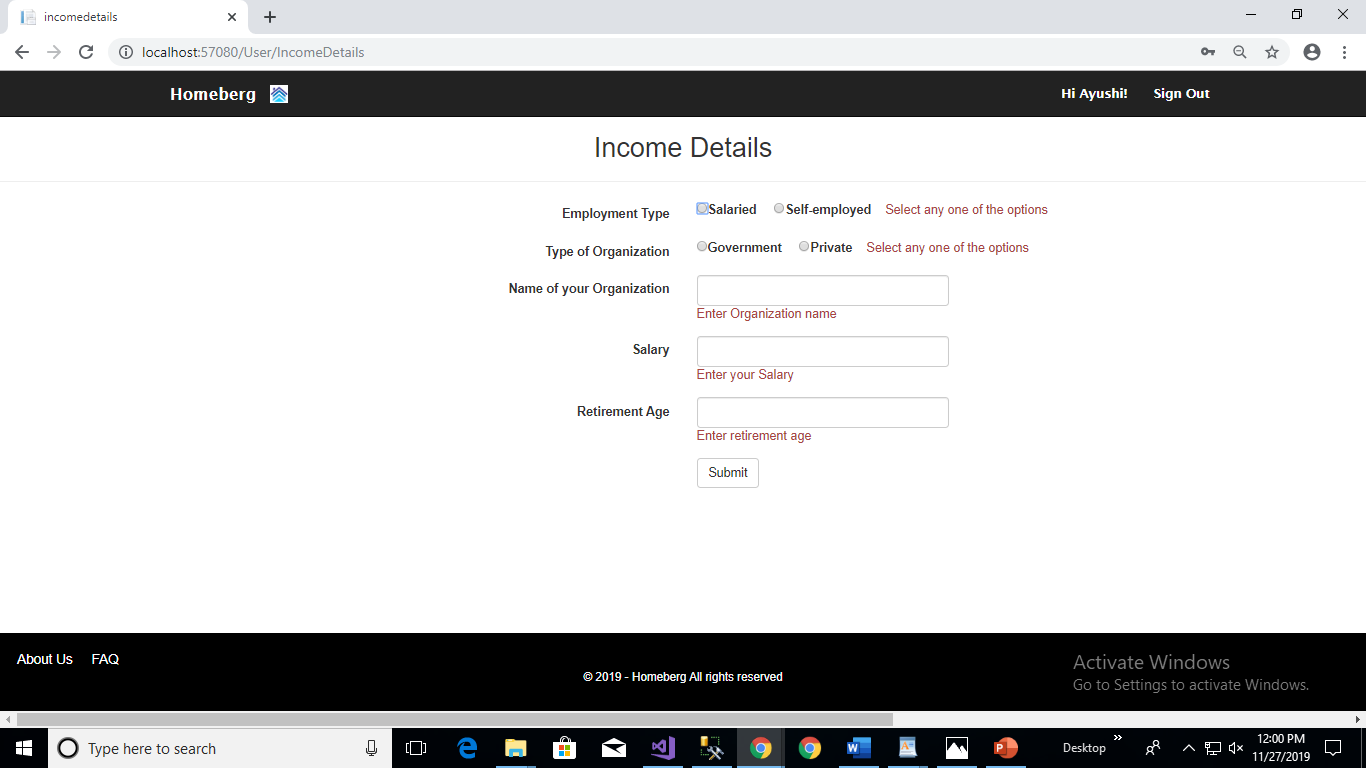 incomedetails
localhost:57080/User/IncomeDetails
Homeberg Hi Ayushi! Sign Out
Income Details
Employment Type Salaried Self-employed Select any one of the options
Type of Organization Government Private Select any one of the options
Name of your Organization
Enter Organization name
Salary
Enter your Salary
Retirement Age
Enter retirement age
Submit
About Us FAQ
© 2019 - Homeberg All rights reserved
Activate Windows
Go to Settings to activate Windows.
Type here to search
Desktop
12:00 PM
11/27/2019